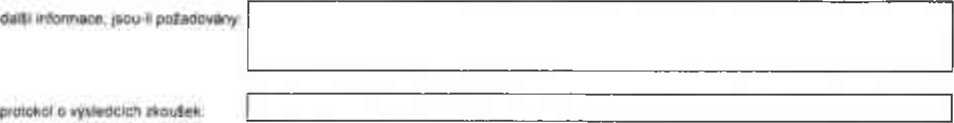 další informace, jsou-li požadovány:
protokol o výsledcích zkoušek: